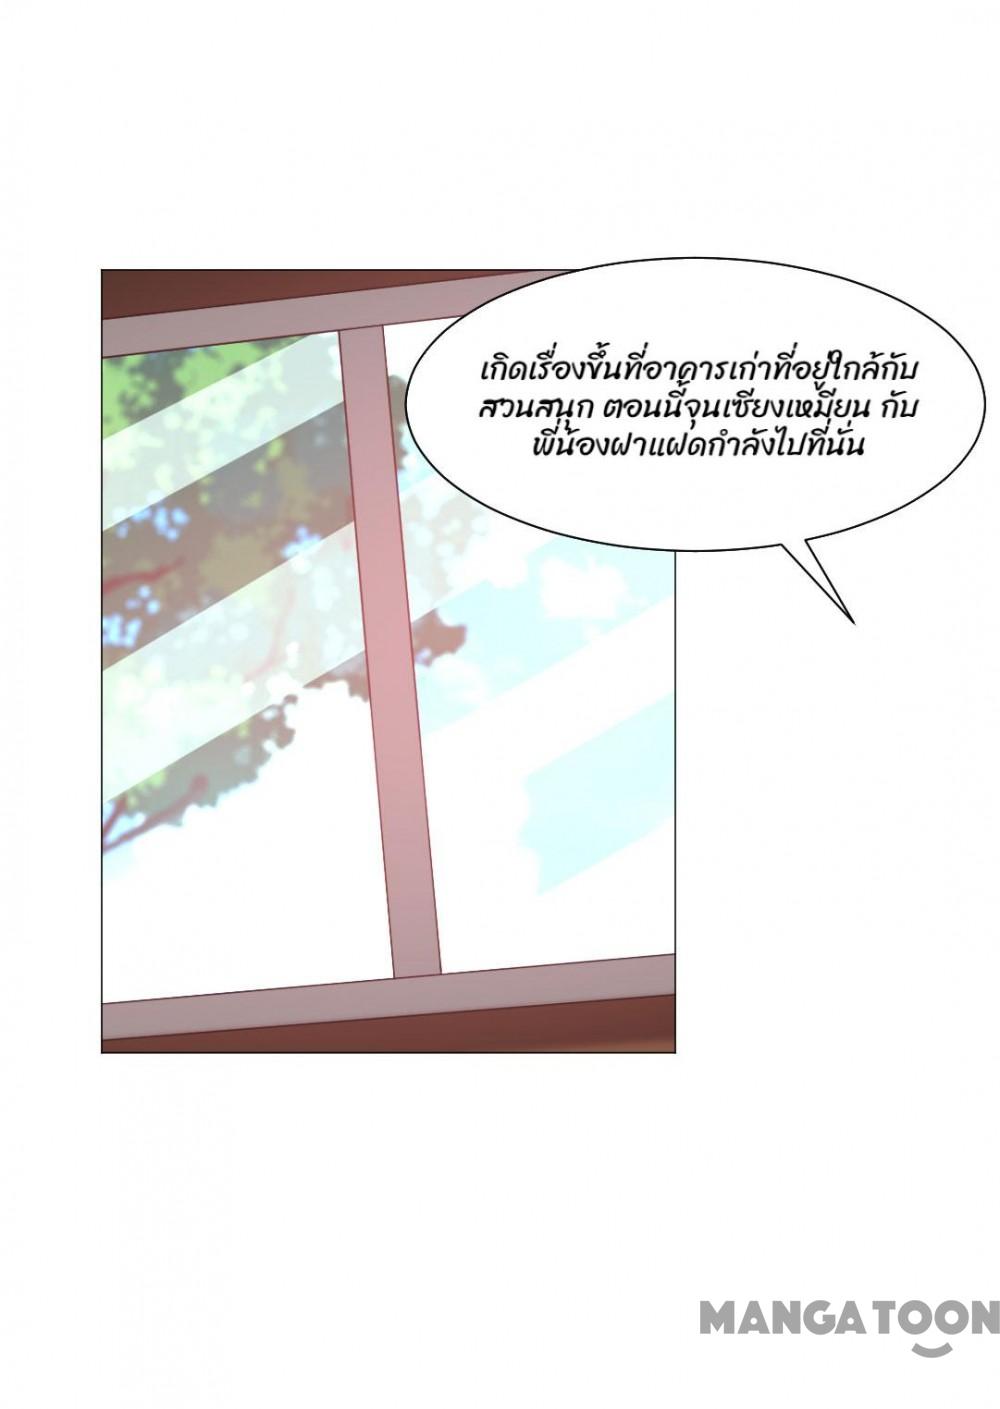 เกิดเรื่องขึ้นที่อาคารเก่าที่อยู่ใกล้กับ
สวนสนุก ตอนนี้จุนเซียงเหมียน กับ
พี่น้องฝาแฝดกำลังไปที่นั่น
MANGATOON